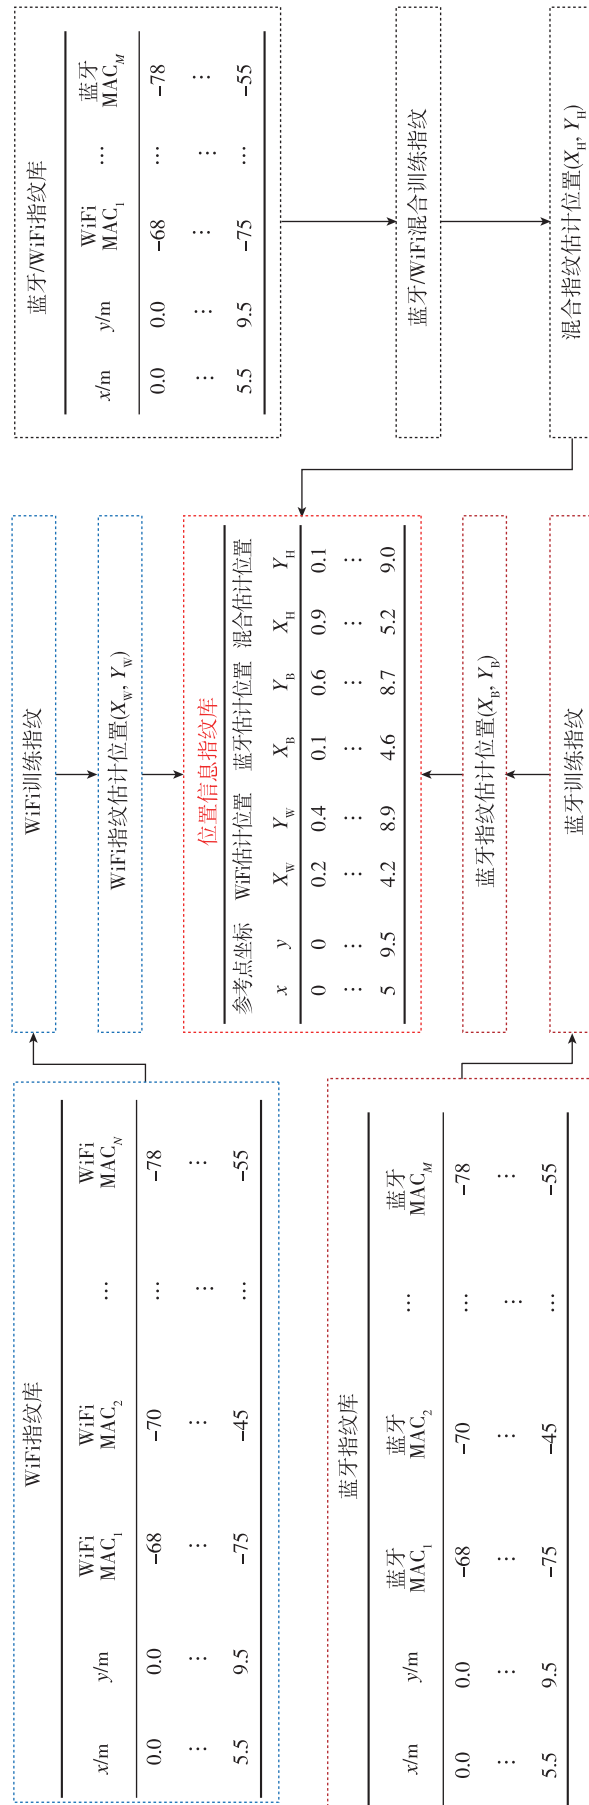 WiFi指纹库
x/m y/m WiFi MAC1 WiFi MAC2 … WiFi MACN
0.0 0.0 −68 −70 … −78
⋮ ⋮ ⋮ ⋮ ⋮ ⋮
5.5 9.5 −75 −45 … −55
蓝牙指纹库
x/m y/m 蓝牙 MAC1 蓝牙 MAC2 … 蓝牙 MACM
0.0 0.0 −68 −70 … −78
⋮ ⋮ ⋮ ⋮ ⋮ ⋮
5.5 9.5 −75 −45 … −55
WiFi训练指纹
WiFi指纹估计位置(XW, YW)
位置信息指纹库
参考点坐标 WiFi估计位置 蓝牙估计位置 混合估计位置
x y XW YW XB YB XH YH
0 0 0.2 0.4 0.1 0.6 0.9 0.1
⋮ ⋮ ⋮ ⋮ ⋮ ⋮ ⋮ ⋮
5 9.5 4.2 8.9 4.6 8.7 5.2 9.0
蓝牙指纹估计位置(XB, YB)
蓝牙训练指纹
蓝牙/WiFi指纹库
x/m y/m WiFi MAC1 … 蓝牙 MACM
0.0 0.0 −68 … −78
⋮ ⋮ ⋮ ⋮ ⋮
5.5 9.5 −75 … −55
蓝牙/WiFi混合训练指纹
混合指纹估计位置(XH, YH)